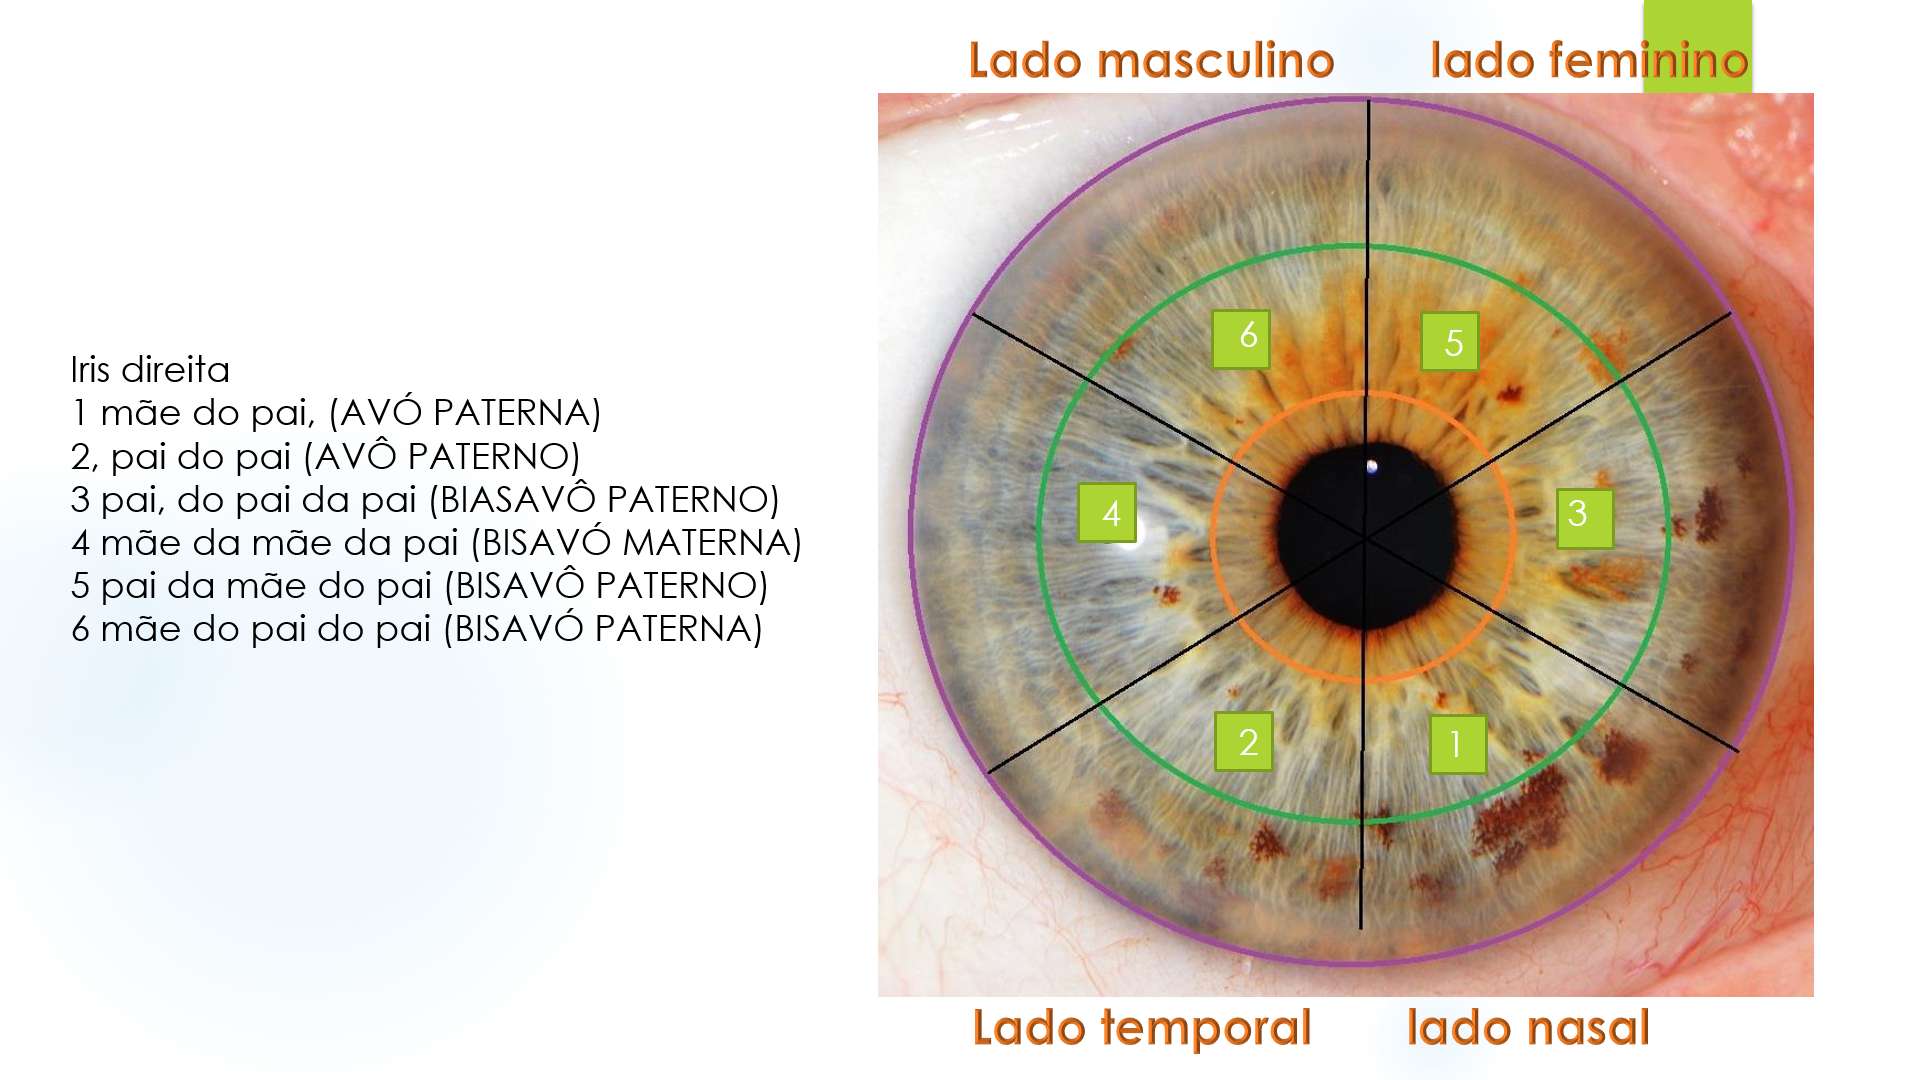 Lado masculino lado feminino
Iris direita
1 mãe do pai, (AVÓ PATERNA)
2, pai do pai (AVÔ PATERNO)
3 pai, do pai da pai (BIASAVÔ PATERNO)
4 mãe da mãe da pai (BISAVÓ MATERNA)
5 pai da mãe do pai (BISAVÔ PATERNO)
6 mãe do pai do pai (BISAVÓ PATERNA)
6 5
4 3
2 1
Lado temporal lado nasal